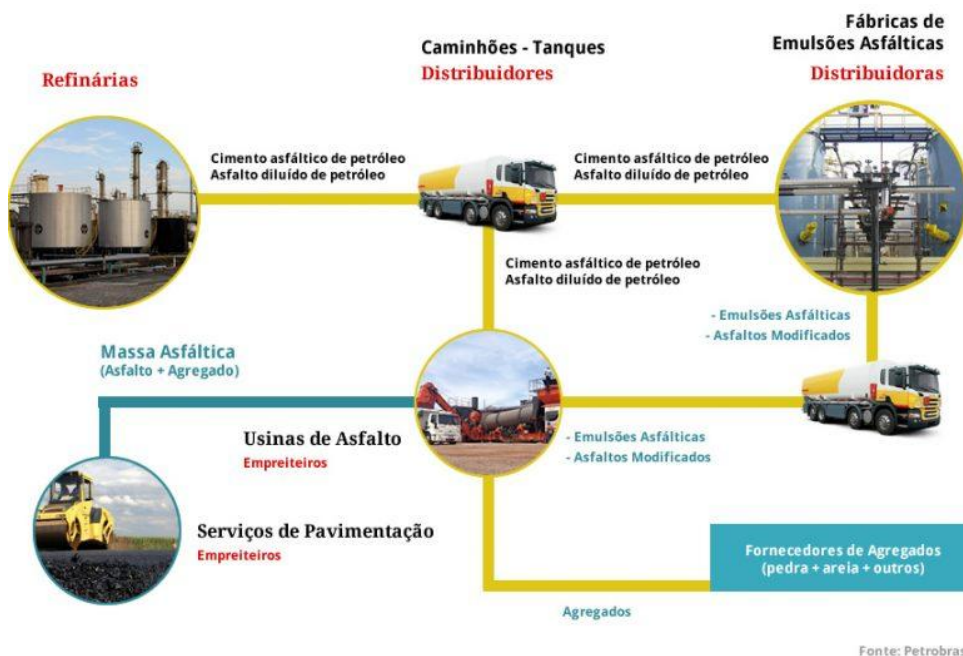 Fábricas de
Emulsões Asfálticas
Distribuidoras
Caminhões - Tanques
Distribuidores
Refinárias
Cimento asfáltico de petróleo
Asfalto diluído de petróleo
Cimento asfáltico de petróleo
Asfalto diluído de petróleo
Cimento asfáltico de petróleo
Asfalto diluído de petróleo
- Emulsões Asfálticas
- Asfaltos Modificados
Massa Asfáltica
(Asfalto + Agregado)
Usinas de Asfalto
Empreiteiros
- Emulsões Asfálticas
- Asfaltos Modificados
Serviços de Pavimentação
Empreiteiros
Fornecedores de Agregados
(pedra + areia + outros)
Agregados
Fonte: Petrobras